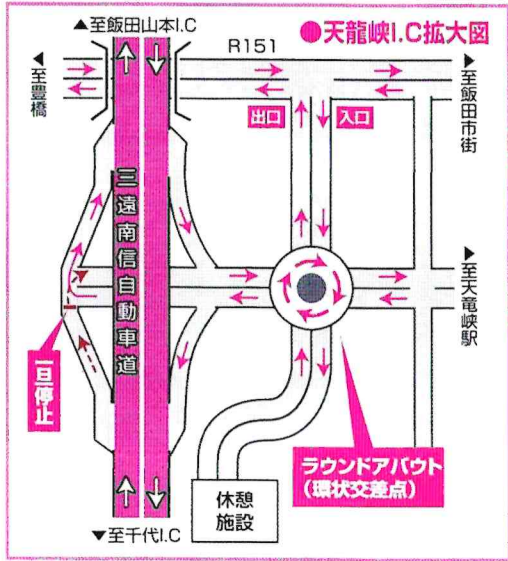 ●天龍峡I.C拡大図
▲至飯田山本I.C
R151
▲至豊橋
▲至飯田市街
出口
入口
三遠南信自動車道
▲至天竜峡駅
一旦停止
ラウンドアバウト
(環状交差点)
休憩
施設
▼至千代I.C